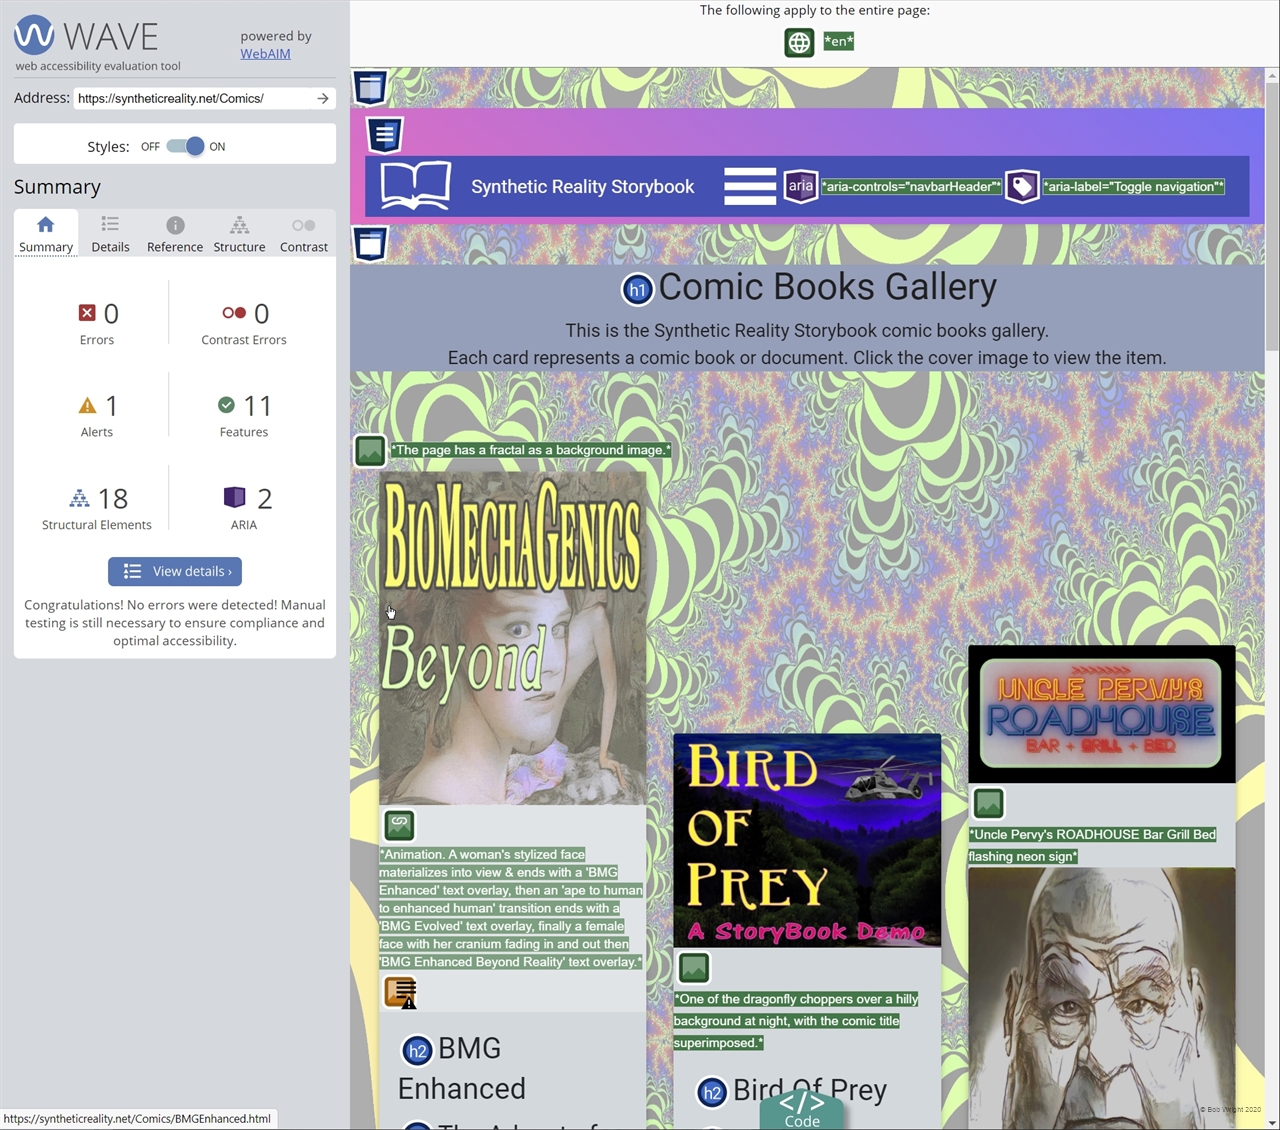 WAVE
powered by
WebAIM
web accessibility evaluation tool
Address: https://syntheticreality.net/Comics/
Styles: OFF ON
Summary
Summary Details Reference Structure Contrast
0
Errors
0
Contrast Errors
1
Alerts
11
Features
18
Structural Elements
2
ARIA
View details ›
Congratulations! No errors were detected! Manual
testing is still necessary to ensure compliance and
optimal accessibility.
https://syntheticreality.net/Comics/BMGEnhanced.html
The following apply to the entire page:
*en*
Synthetic Reality Storybook
aria
*aria-controls="navbarHeader"*
*aria-label="Toggle navigation"*
h1 Comic Books Gallery
This is the Synthetic Reality Storybook comic books gallery.
Each card represents a comic book or document. Click the cover image to view the item.
*The page has a fractal as a background image.*
BIOMECHAGENICS
Beyond
*Animation. A woman's stylized face
materializes into view & ends with a 'BMG
Enhanced' text overlay, then an 'ape to human
to enhanced human' transition ends with a
'BMG Evolved' text overlay, finally a female
face with her cranium fading in and out then
'BMG Enhanced Beyond Reality' text overlay.*
h2 BMG
Enhanced
BIRD
OF
PREY
A StoryBook Demo
*One of the dragonfly choppers over a hilly
background at night, with the comic title
superimposed.*
h2 Bird Of Prey
</>
Code
UNCLE PERVY'S
ROADHOUSE
BAR + GRILL + BED
*Uncle Pervy's ROADHOUSE Bar Grill Bed
flashing neon sign*
© Bob Wright 2020